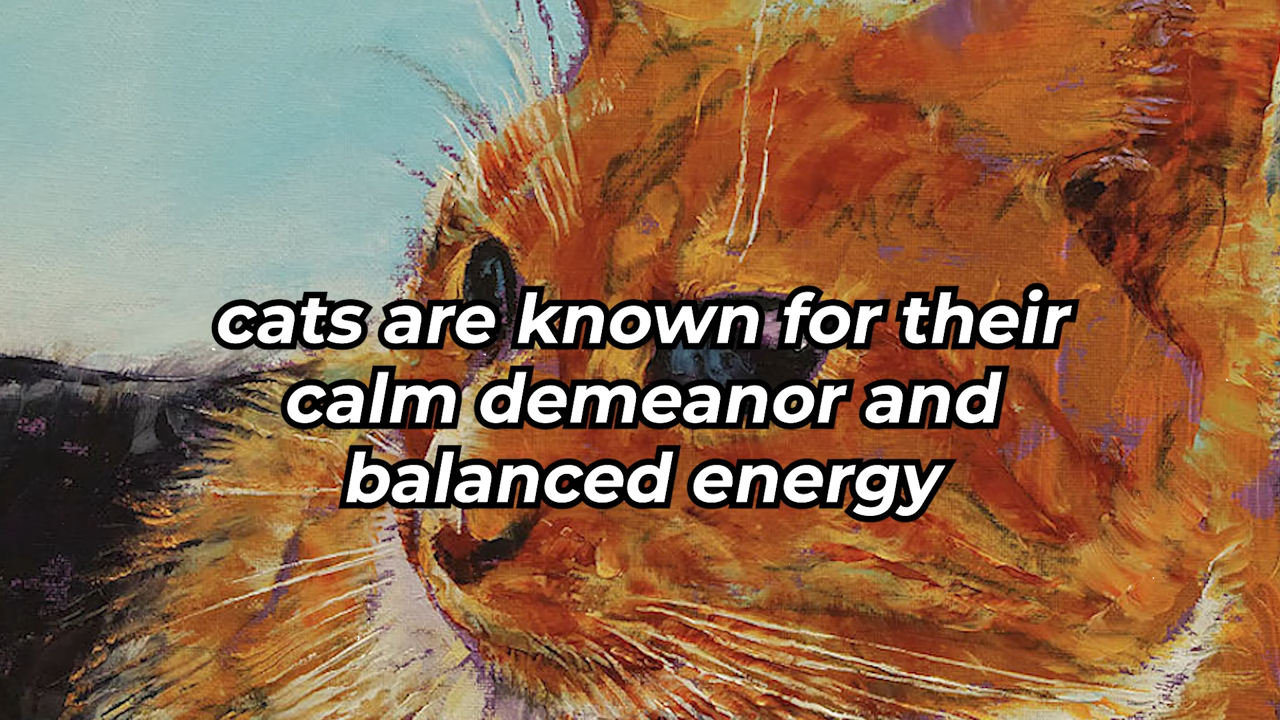 cats are known for their
calm demeanor and
balanced energy